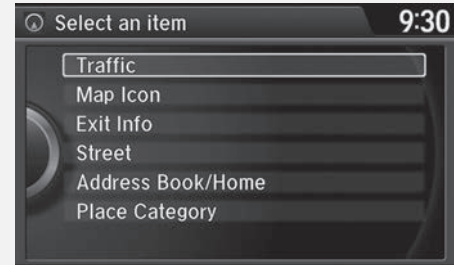 Select an item
9:30
Traffic
Map Icon
Exit Info
Street
Address Book/Home
Place Category